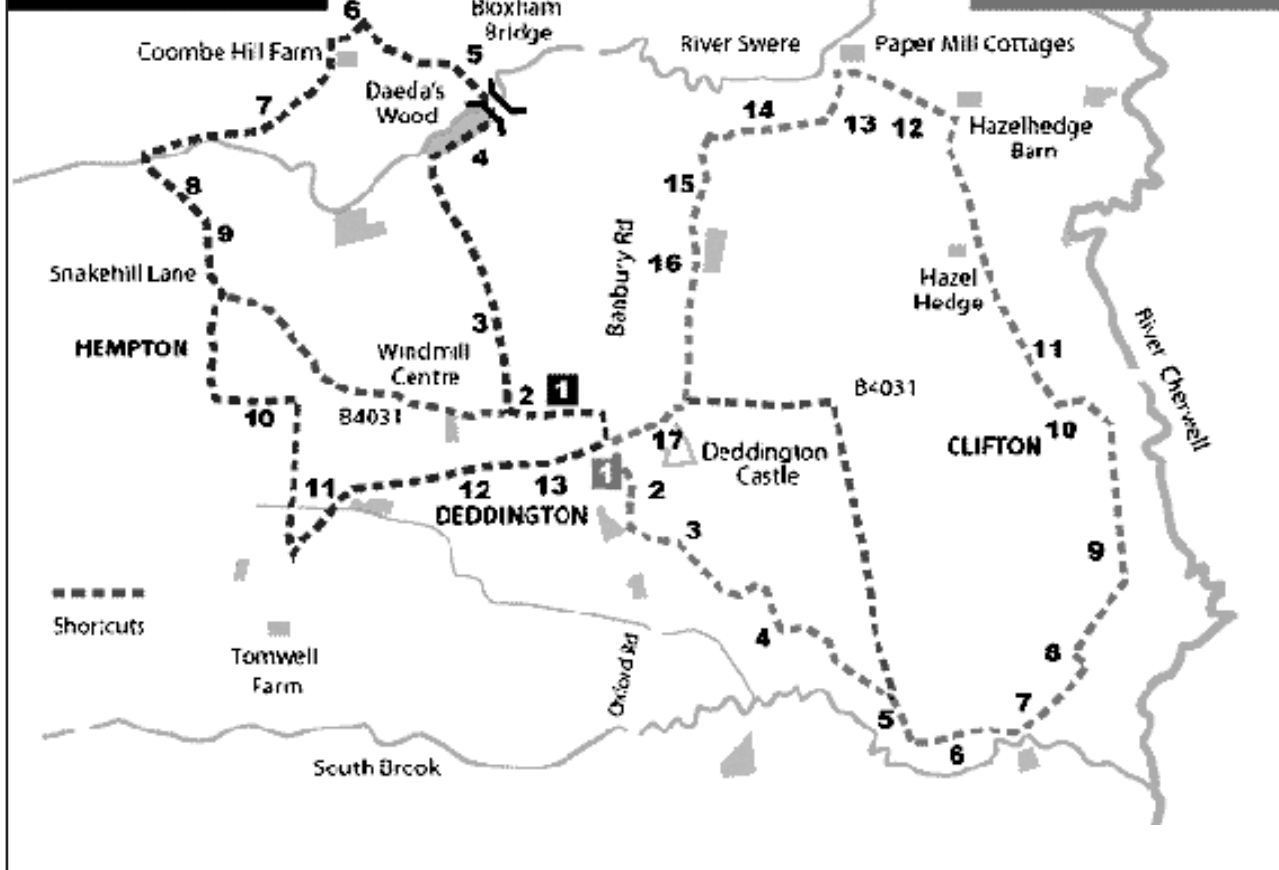 6
Bloxham
Bridge
Coombe Hill Farm
5
River Swere
Paper Mill Cottages
7
Daeda's
Wood
14
13
12
Hazelhedge
Barn
4
8
15
9
Banbury Rd
16
Snakehill Lane
Hazel
Hedge
3
River Cherwell
HEMPTON
Windmill
Centre
11
2
1
B4031
10
B4031
10
17
CLIFTON
Deddington
Castle
1
11
12
13
2
DEDDINGTON
3
9
Shortcuts
4
Tomwell
Farm
Oxford Rd
8
7
5
6
South Brook